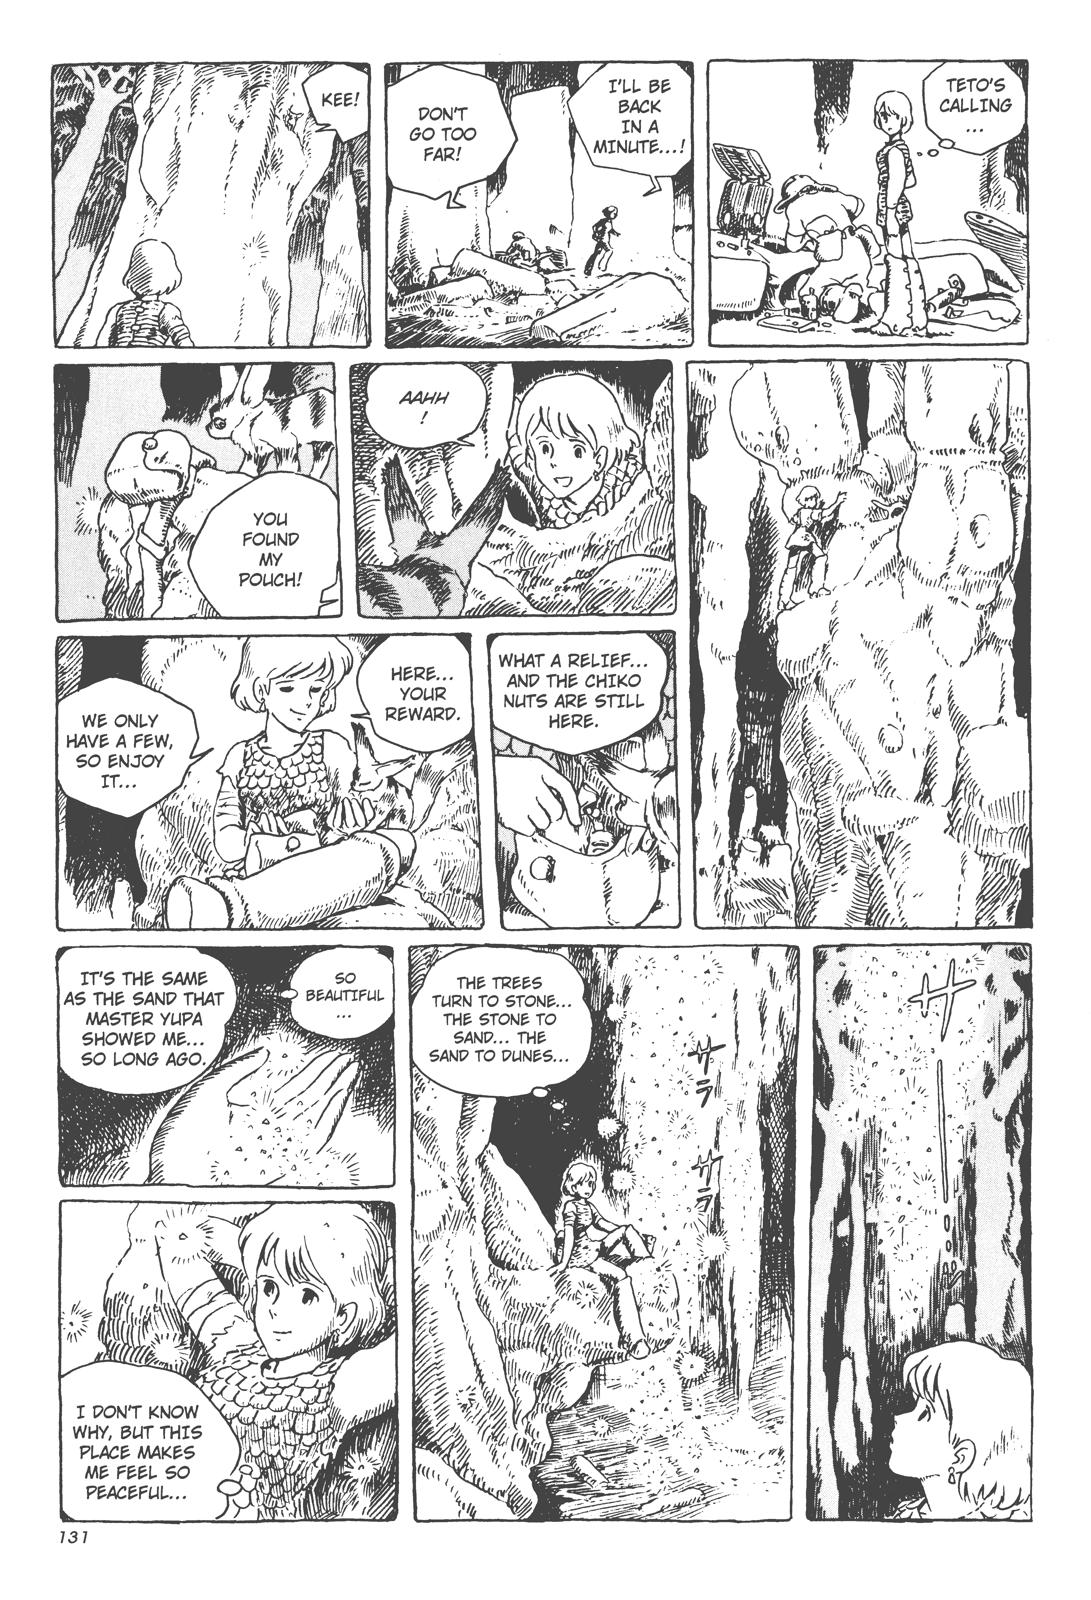 TETO'S
CALLING
...
I'LL BE
BACK
IN A
MINUTE...!
DON'T
GO TOO
FAR!
KEE!
AAHH
!
YOU
FOUND
MY
POUCH!
WHAT A RELIEF...
AND THE CHIKO
NUTS ARE STILL
HERE.
HERE...
YOUR
REWARD.
WE ONLY
HAVE A FEW,
SO ENJOY
IT...
サー
サラ
サラ
THE TREES
TURN TO STONE...
THE STONE TO
SAND... THE
SAND TO DUNES...
SO
BEAUTIFUL
...
IT'S THE SAME
AS THE SAND THAT
MASTER YUPA
SHOWED ME...
SO LONG AGO.
I DON'T KNOW
WHY, BUT THIS
PLACE MAKES
ME FEEL SO
PEACEFUL...
131